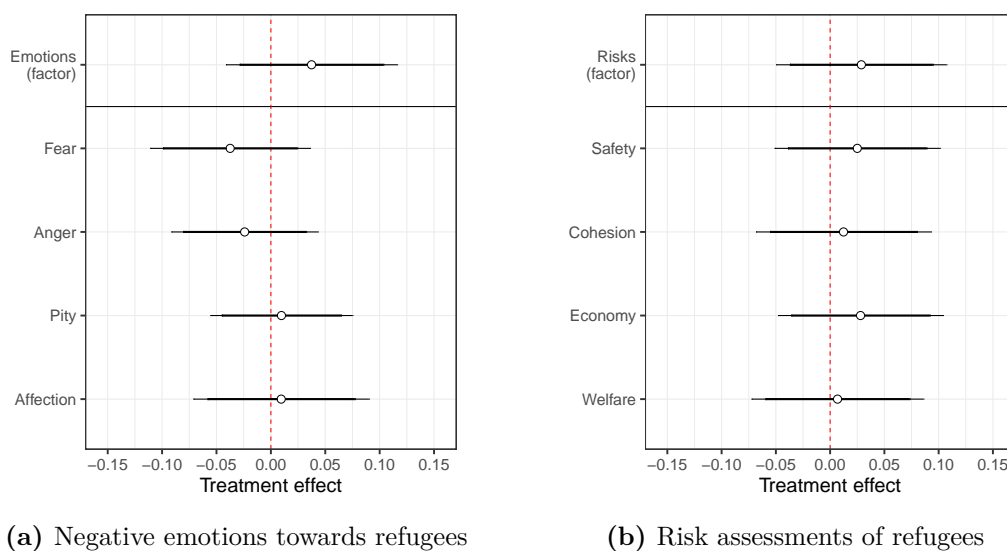 Emotions
(factor)
Fear
Anger
Pity
Affection
−0.15 −0.10 −0.05 0.00 0.05 0.10 0.15
Treatment effect
(a) Negative emotions towards refugees
Risks
(factor)
Safety
Cohesion
Economy
Welfare
−0.15 −0.10 −0.05 0.00 0.05 0.10 0.15
Treatment effect
(b) Risk assessments of refugees